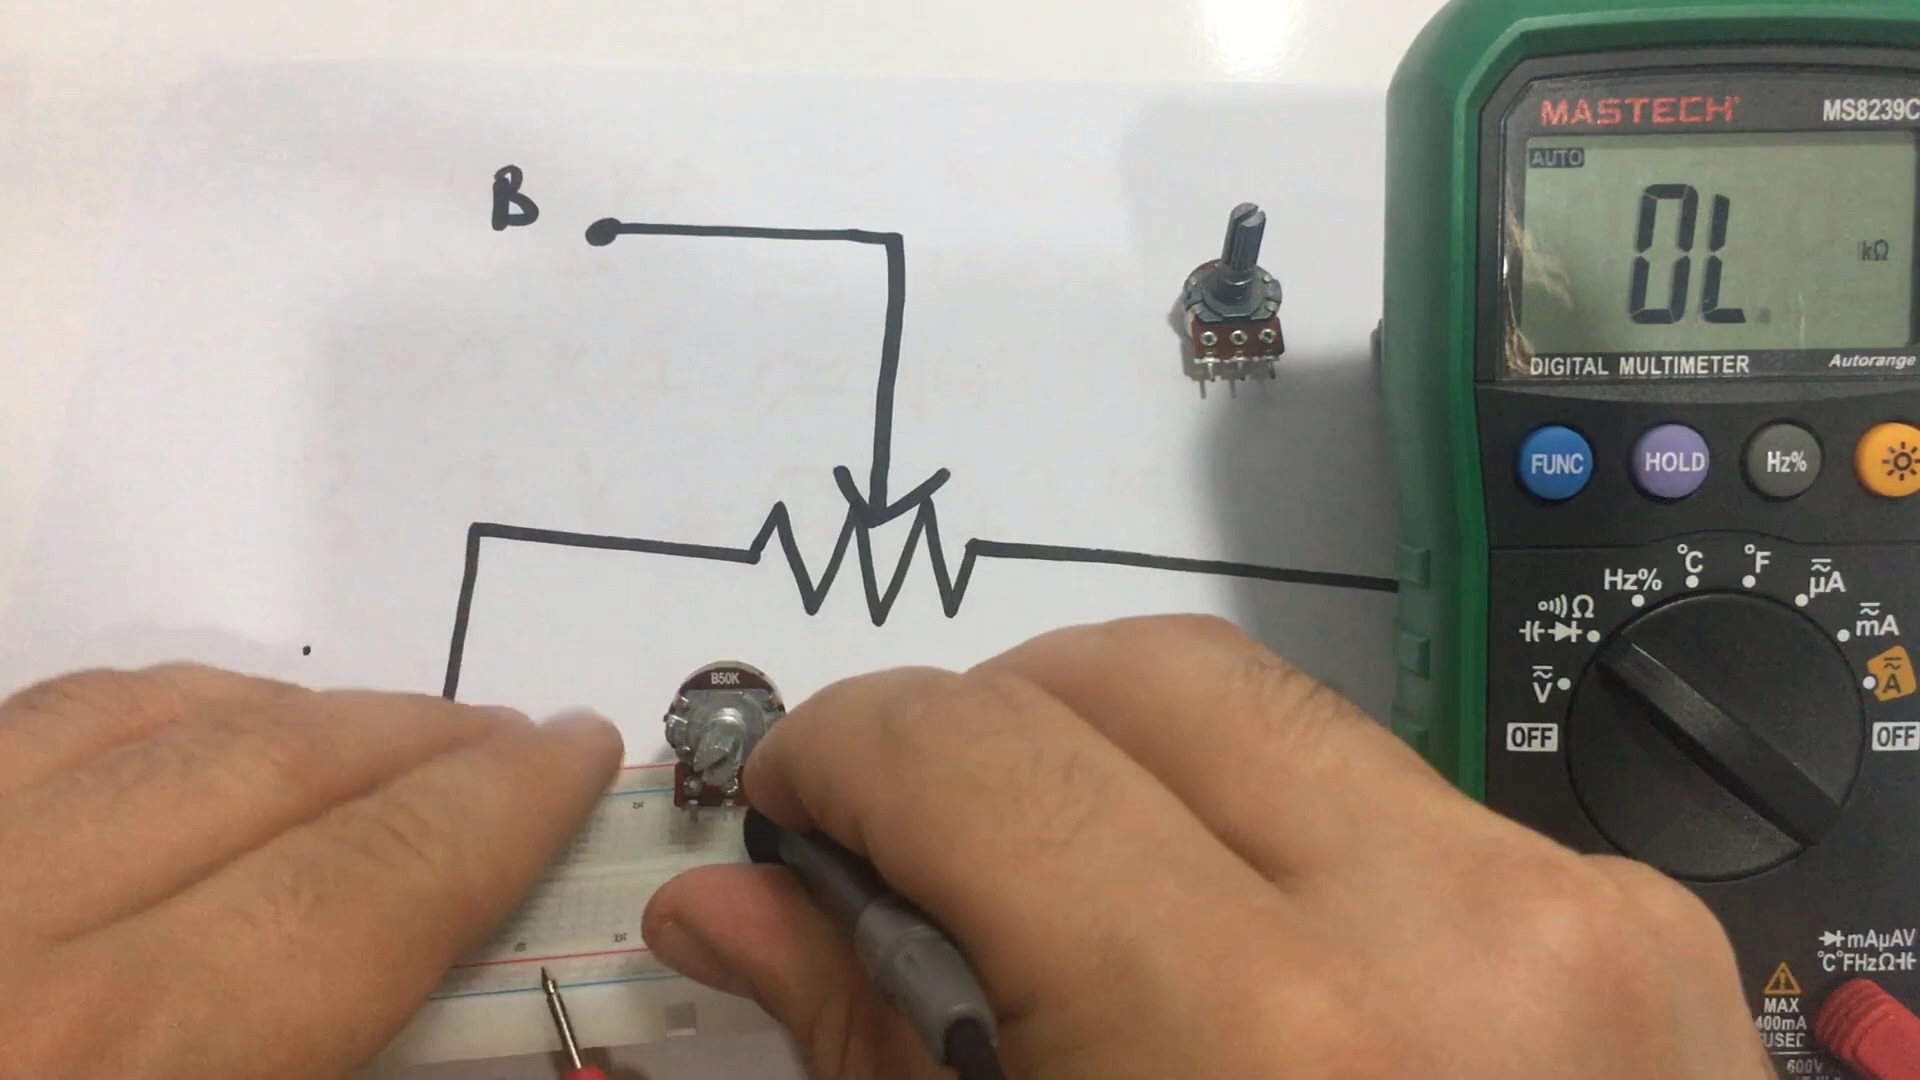 B
MASTECH
MS8239C
AUTO
OL
kΩ
DIGITAL MULTIMETER
Autorange
FUNC
HOLD
Hz%
Hz%
°C
°F
μA
mA
A
Ω
V
OFF
OFF
B50K
mAμAV
°C°FHzΩ
MAX
400mA
FUSED
600V